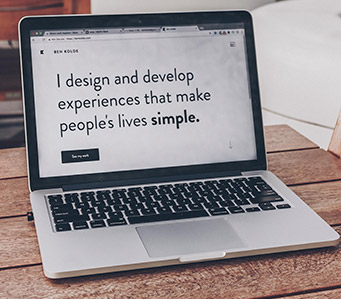 BEN KOLDE
I design and develop
experiences that make
people's lives simple.
See my work